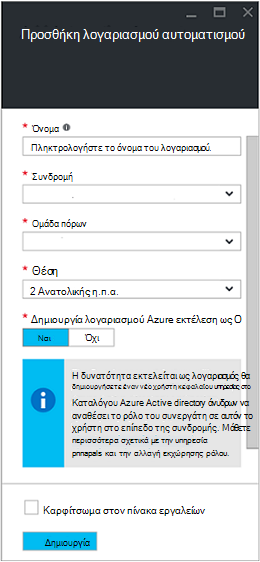 Προσθήκη λογαριασμού αυτοματισμού
* Όνομα
Πληκτρολογήστε το όνομα του λογαριασμού.
* Συνδρομή
* Ομάδα πόρων
* Θέση
2 Ανατολικής η.π.α.
* Δημιουργία λογαριασμού Azure εκτέλεση ως Ο
Ναι Όχι
Η δυνατότητα εκτελείται ως λογαριασμός θα
δημιουργήσετε έναν νέο χρήστη κεφαλαίου υπηρεσίας στο
Καταλόγου Azure Active directory άνυδρων να
αναθέσει το ρόλο του συνεργάτη σε αυτόν το
χρήστη στο επίπεδο της συνδρομής. Μάθετε
περισσότερα σχετικά με την υπηρεσία
prinapals και την αλλαγή εκχώρησης ρόλου.
Καρφίτσωμα στον πίνακα εργαλείων
Δημιουργία